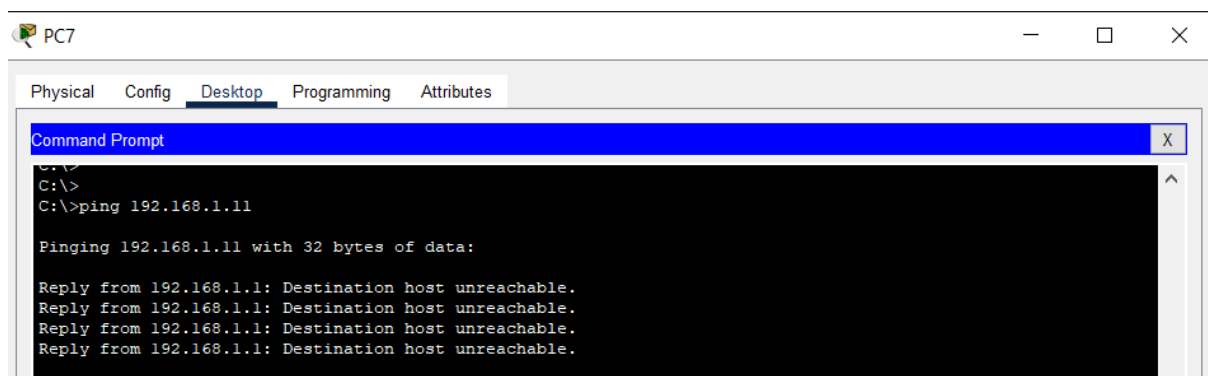 PC7
Physical Config Desktop Programming Attributes
Command Prompt
X
C:\>
C:\>
C:\>ping 192.168.1.11
Pinging 192.168.1.11 with 32 bytes of data:
Reply from 192.168.1.1: Destination host unreachable.
Reply from 192.168.1.1: Destination host unreachable.
Reply from 192.168.1.1: Destination host unreachable.
Reply from 192.168.1.1: Destination host unreachable.